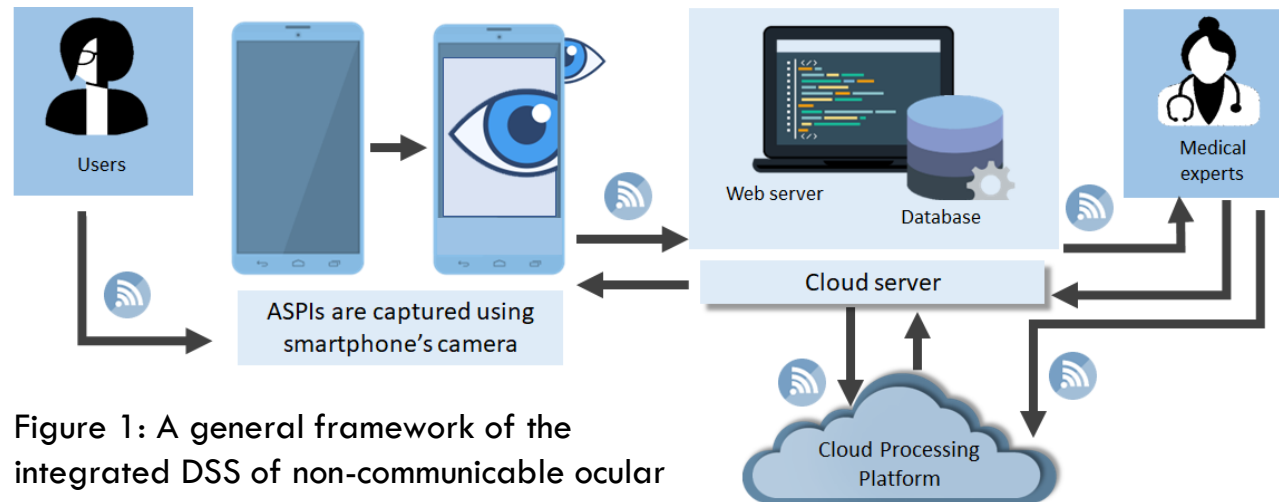 Users
ASPIs are captured using
smartphone's camera
</>
</>
Web server
Database
Cloud server
Medical
experts
Cloud Processing
Platform
Figure 1: A general framework of the
integrated DSS of non-communicable ocular